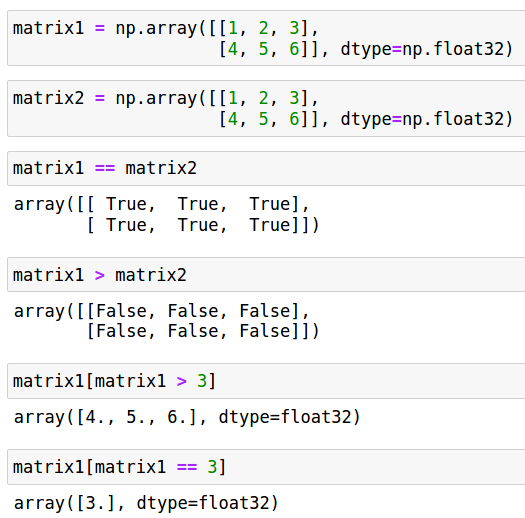 matrix1 = np.array([[1, 2, 3],
                    [4, 5, 6]], dtype=np.float32)
matrix2 = np.array([[1, 2, 3],
                    [4, 5, 6]], dtype=np.float32)
matrix1 == matrix2
array([[ True,  True,  True],
       [ True,  True,  True]])
matrix1 > matrix2
array([[False, False, False],
       [False, False, False]])
matrix1[matrix1 > 3]
array([4., 5., 6.], dtype=float32)
matrix1[matrix1 == 3]
array([3.], dtype=float32)